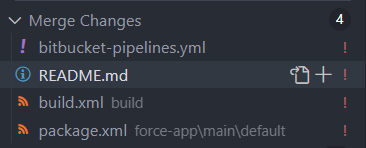 Merge Changes 4
! bitbucket-pipelines.yml !
README.md !
build.xml build !
package.xml force-app\main\default !